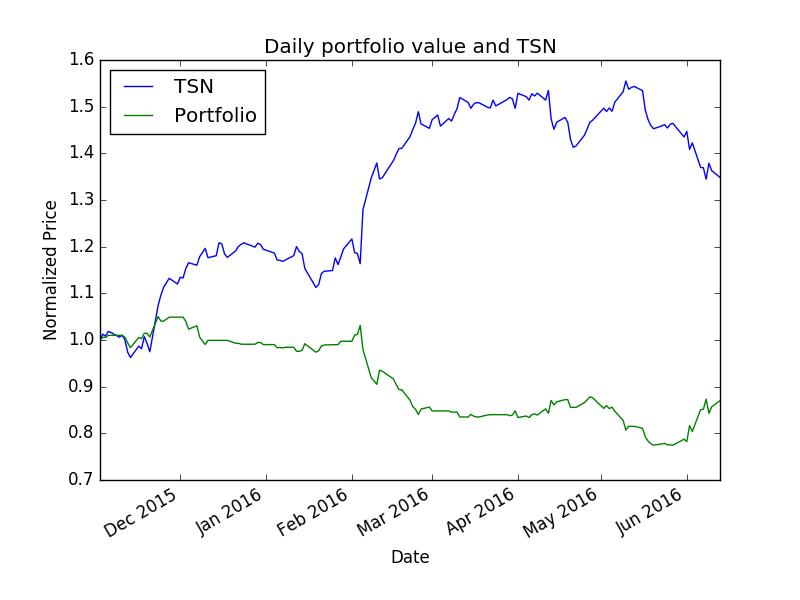 Daily portfolio value and TSN
TSN
Portfolio
1.6
1.5
1.4
1.3
1.2
1.1
1.0
0.9
0.8
0.7
Normalized Price
Dec 2015
Jan 2016
Feb 2016
Mar 2016
Apr 2016
May 2016
Jun 2016
Date